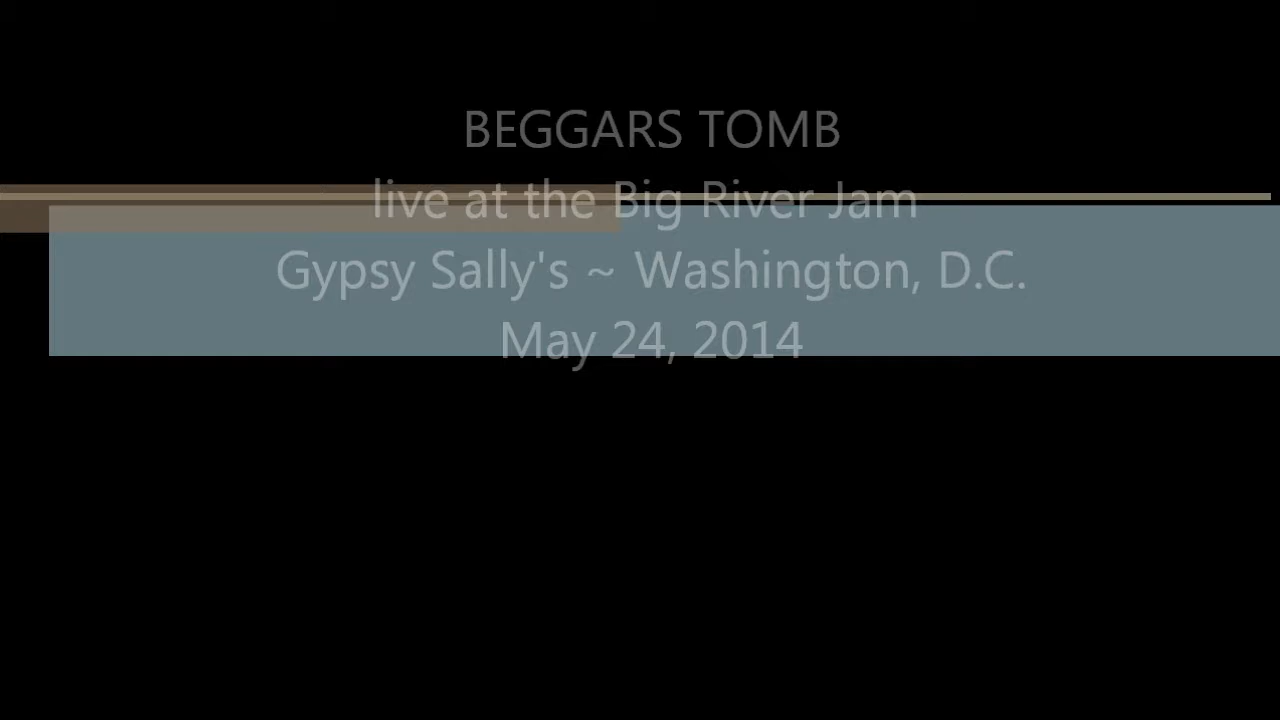 BEGGARS TOMB
live at the Big River Jam
Gypsy Sally's ~ Washington, D.C.
May 24, 2014